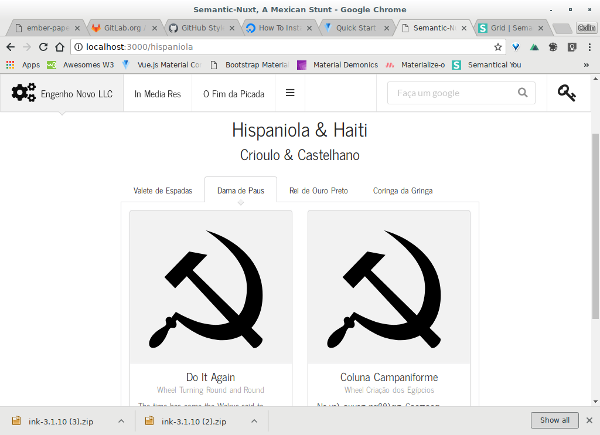 Semantic-Nuxt, A Mexican Stunt - Google Chrome
ember-pape
GitLab.org
GitHub Styl
How To Inst
Quick Start
Semantic-Nu
Grid | Sema
localhost:3000/hispaniola
Apps
Awesomes W3
Vue.js Material Co
Bootstrap Material
Material Demonics
Materialize-o
Semantical You
»
Engenho Novo LLC
In Media Res
O Fim da Picada
Faça um google
Hispaniola & Haiti
Crioulo & Castelhano
Valete de Espadas
Dama de Paus
Rei de Ouro Preto
Coringa da Gringa
Do It Again
Coluna Campaniforme
Wheel Turning Round and Round
Wheel Criação dos Egípcios
The time has come the Walrus said to
ink-3.1.10 (3).zip
ink-3.1.10 (2).zip
Show all